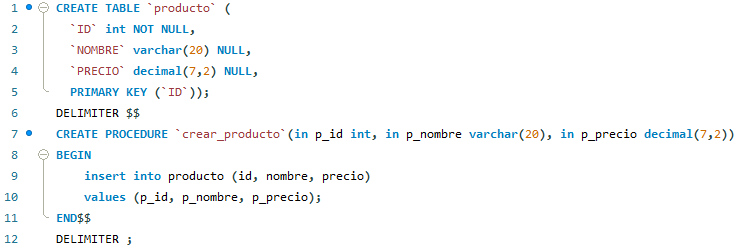 1 CREATE TABLE `producto` (
2 `ID` int NOT NULL,
3 `NOMBRE` varchar(20) NULL,
4 `PRECIO` decimal(7,2) NULL,
5 PRIMARY KEY (`ID`));
6 DELIMITER $$
7 CREATE PROCEDURE `crear_producto`(in p_id int, in p_nombre varchar(20), in p_precio decimal(7,2))
8 BEGIN
9 insert into producto (id, nombre, precio)
10 values (p_id, p_nombre, p_precio);
11 END$$
12 DELIMITER ;